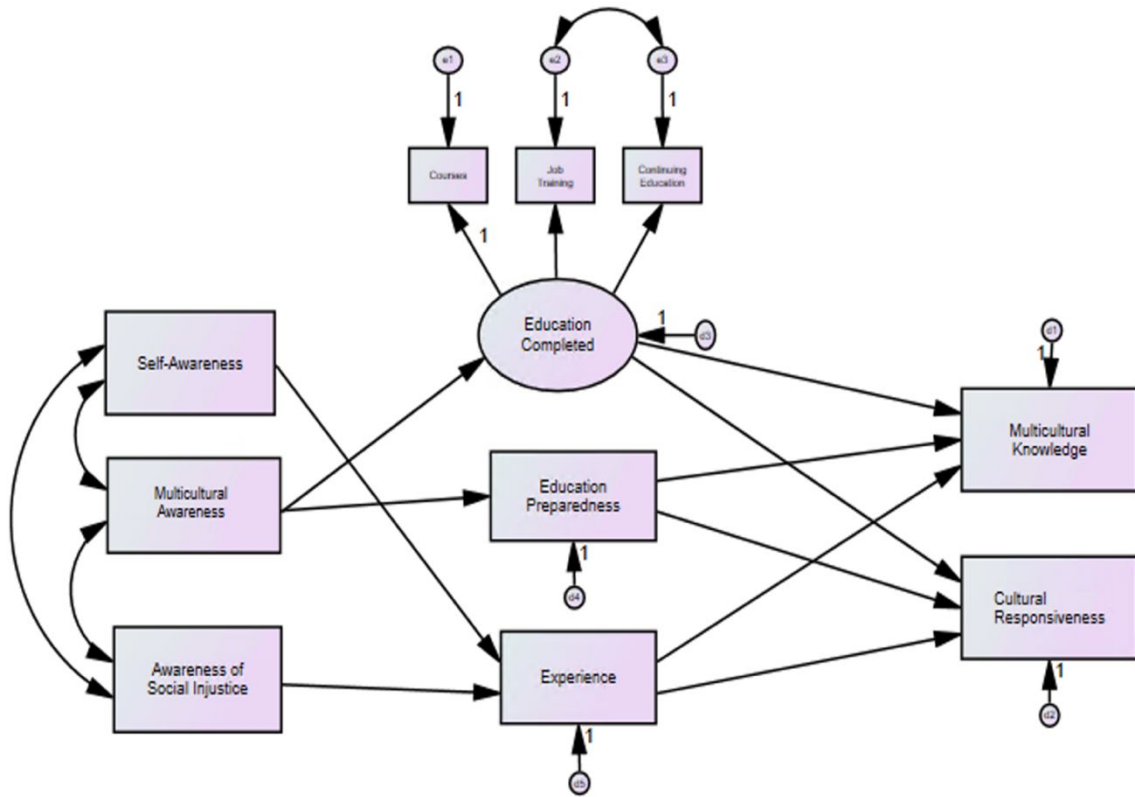 e1
e2
e3
1
1
1
Courses
Job
Training
Continuing
Education
1
Education
Completed
1
d3
d1
1
Self-Awareness
Multicultural
Knowledge
Multicultural
Awareness
Education
Preparedness
1
d4
Cultural
Responsiveness
1
d2
Awareness of
Social Injustice
Experience
1
d5